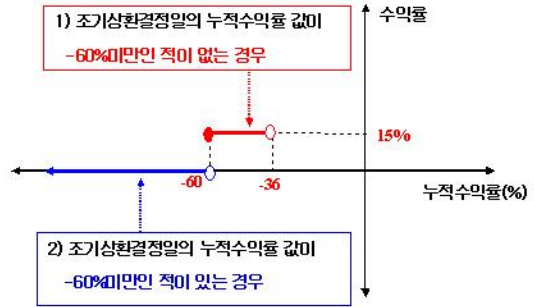 1) 조기상환결정일의 누적수익률 값이
-60%미만인 적이 없는 경우
수익률
15%
-60
-36
누적수익률(%)
2) 조기상환결정일의 누적수익률 값이
-60%미만인 적이 있는 경우